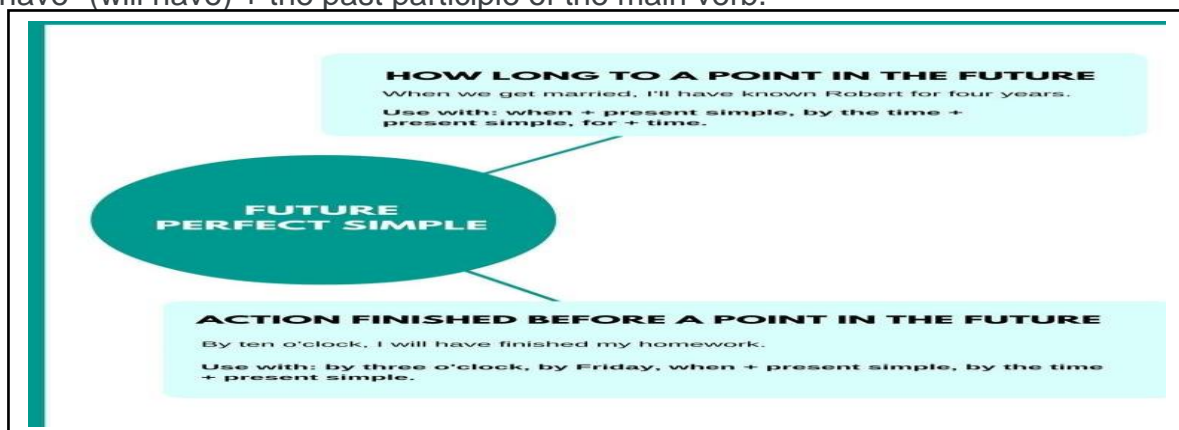 have" (will have) + the past participle of the main verb.
HOW LONG TO A POINT IN THE FUTURE
When we get married, I'll have known Robert for four years.
Use with: when + present simple, by the time +
present simple, for + time.
FUTURE
PERFECT SIMPLE
ACTION FINISHED BEFORE A POINT IN THE FUTURE
By ten o'clock, I will have finished my homework.
Use with: by three o'clock, by Friday, when + present simple, by the time
+ present simple.